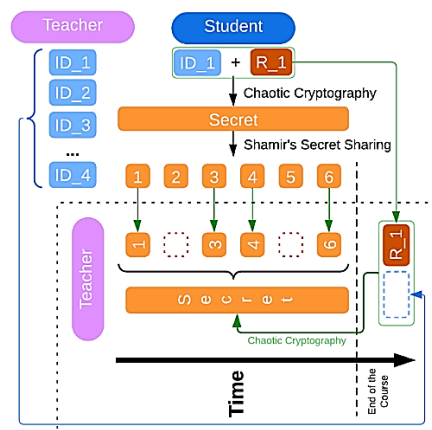 Teacher
Student
ID_1
ID_2
ID_3
...
ID_4
ID_1 + R_1
Chaotic Cryptography
Secret
Shamir's Secret Sharing
1 2 3 4 5 6
Teacher
1 3 4 6
R_1
Secret
Chaotic Cryptography
Time
End of the
Course